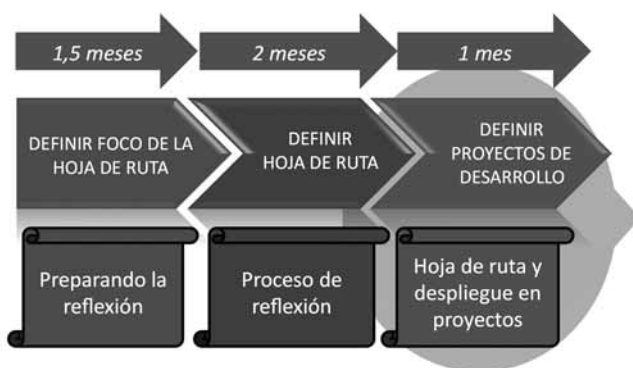 1,5 meses
2 meses
1 mes
DEFINIR FOCO DE LA
HOJA DE RUTA
DEFINIR
HOJA DE RUTA
DEFINIR
PROYECTOS DE
DESARROLLO
Preparando la
reflexión
Proceso de
reflexión
Hoja de ruta y
despliegue en
proyectos